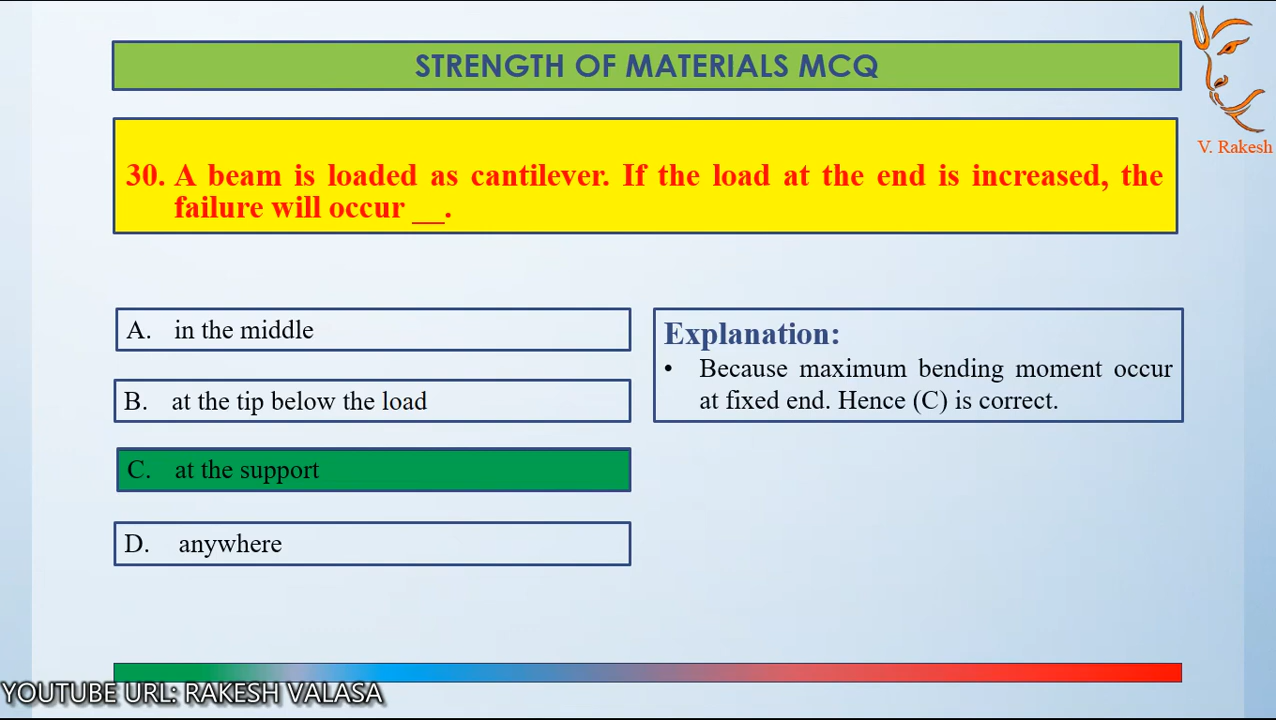 STRENGTH OF MATERIALS MCQ
V. Rakesh
30. A beam is loaded as cantilever. If the load at the end is increased, the
failure will occur __.
A. in the middle
B. at the tip below the load
C. at the support
D. anywhere
Explanation:
• Because maximum bending moment occur
at fixed end. Hence (C) is correct.
YOUTUBE URL: RAKESH VALASA